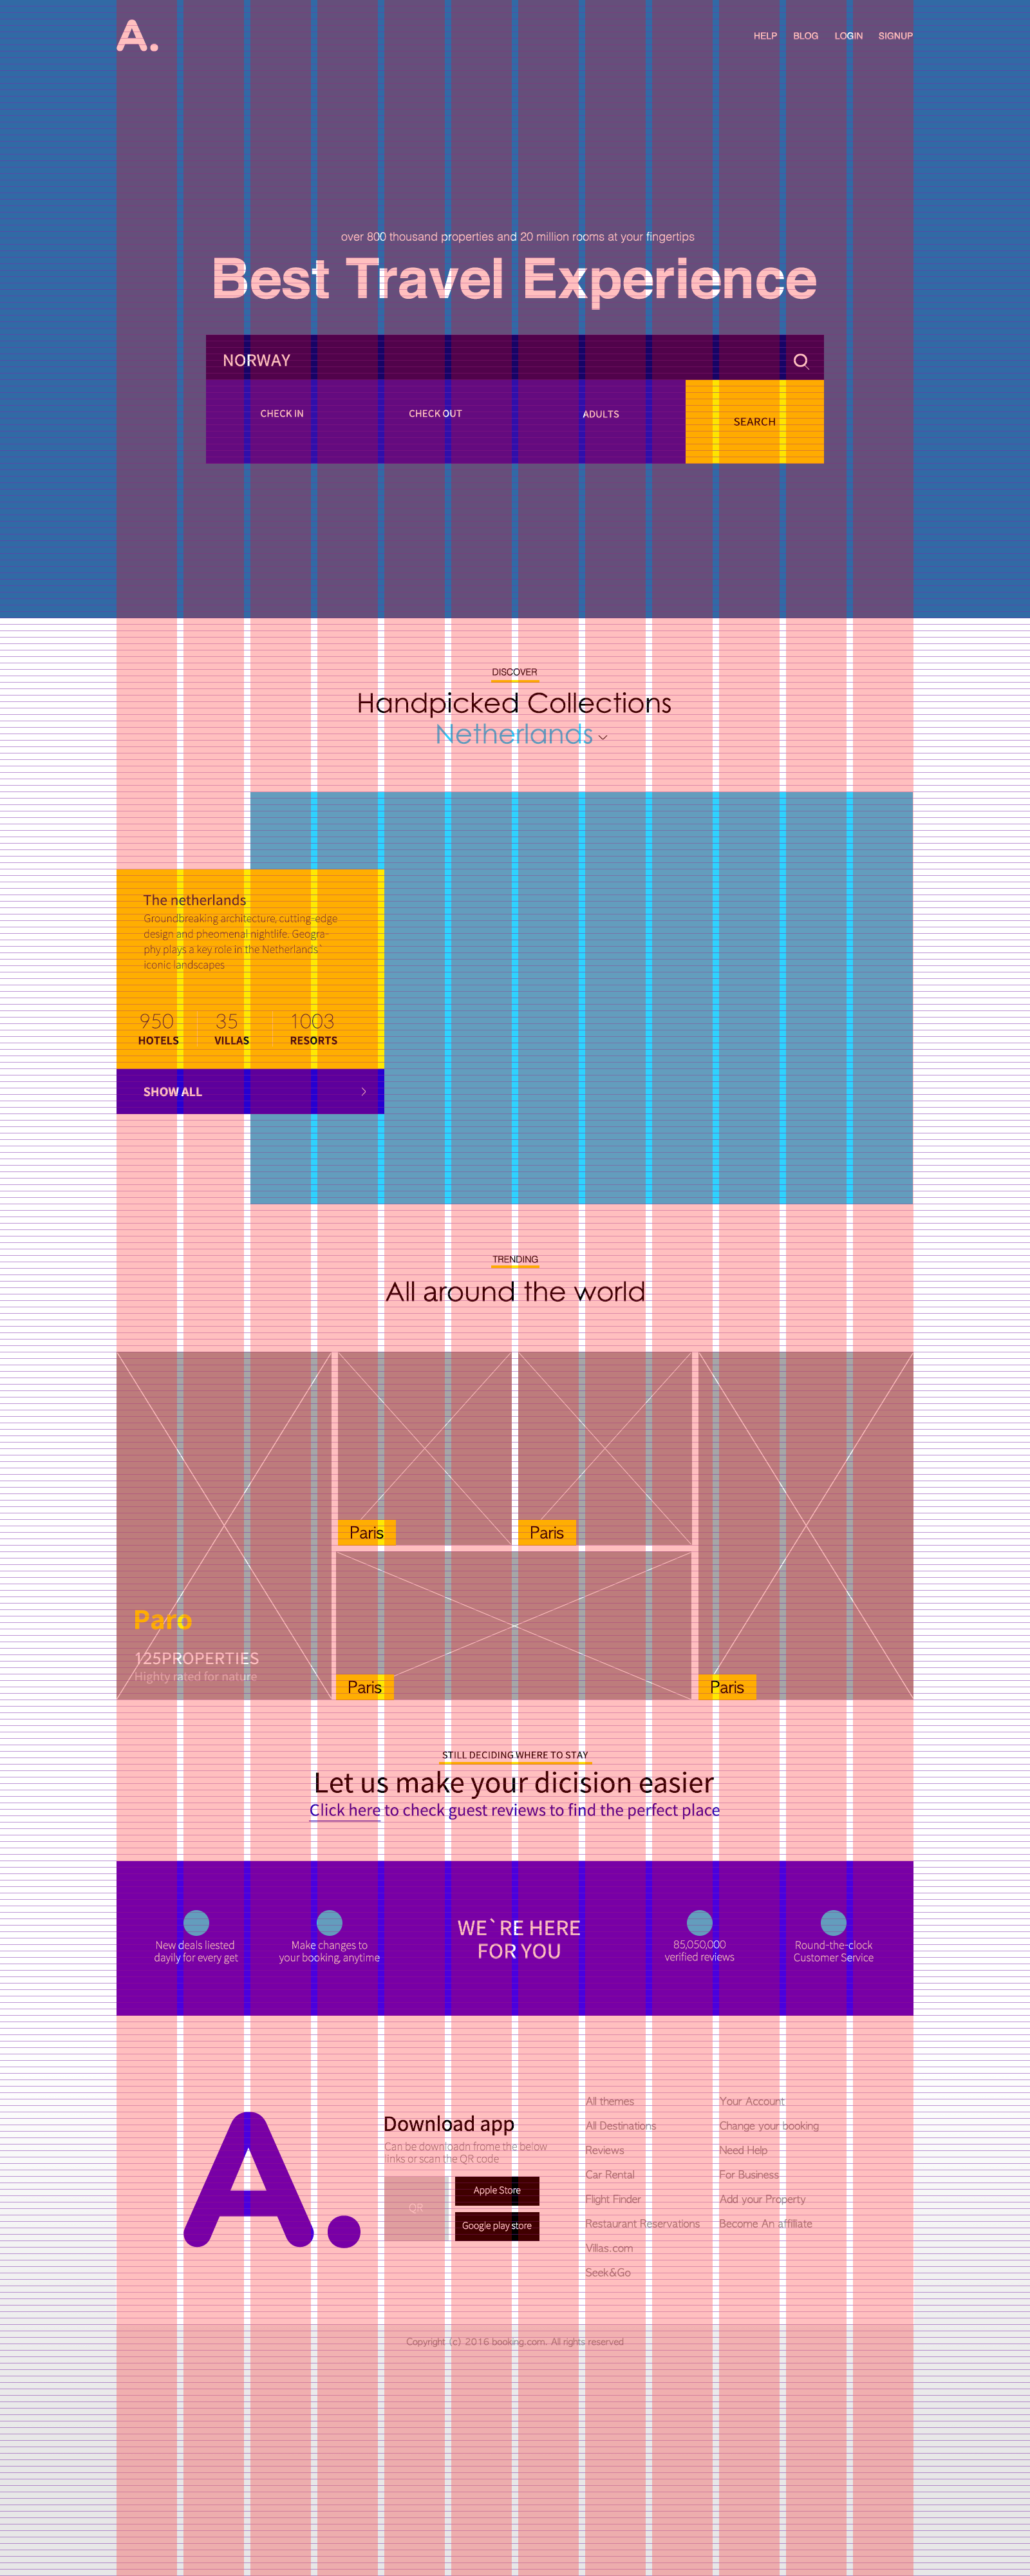 A.
HELP BLOG LOGIN SIGNUP
over 800 thousand properties and 20 million rooms at your fingertips
Best Travel Experience
NORWAY
CHECK IN CHECK OUT ADULTS SEARCH
DISCOVER
Handpicked Collections
Netherlands
The netherlands
Groundbreaking architecture, cutting-edge
design and pheomenal nightlife. Geogra-
phy plays a key role in the Netherlands`
iconic landscapes
950 35 1003
HOTELS VILLAS RESORTS
SHOW ALL
TRENDING
All around the world
Paris Paris
Paro
125PROPERTIES
Highty rated for nature
Paris Paris
STILL DECIDING WHERE TO STAY
Let us make your dicision easier
Click here to check guest reviews to find the perfect place
New deals liested
dayily for every get
Make changes to
your booking, anytime
WE`RE HERE
FOR YOU
85,050,000
verified reviews
Round-the-clock
Customer Service
A.
Download app
Can be downloadn frome the below
links or scan the QR code
QR
Apple Store
Google play store
All themes
All Destinations
Reviews
Car Rental
Flight Finder
Restaurant Reservations
Villas.com
Seek&Go
Your Account
Change your booking
Need Help
For Business
Add your Property
Become An affilliate
Copyright (c) 2016 booking.com. All rights reserved